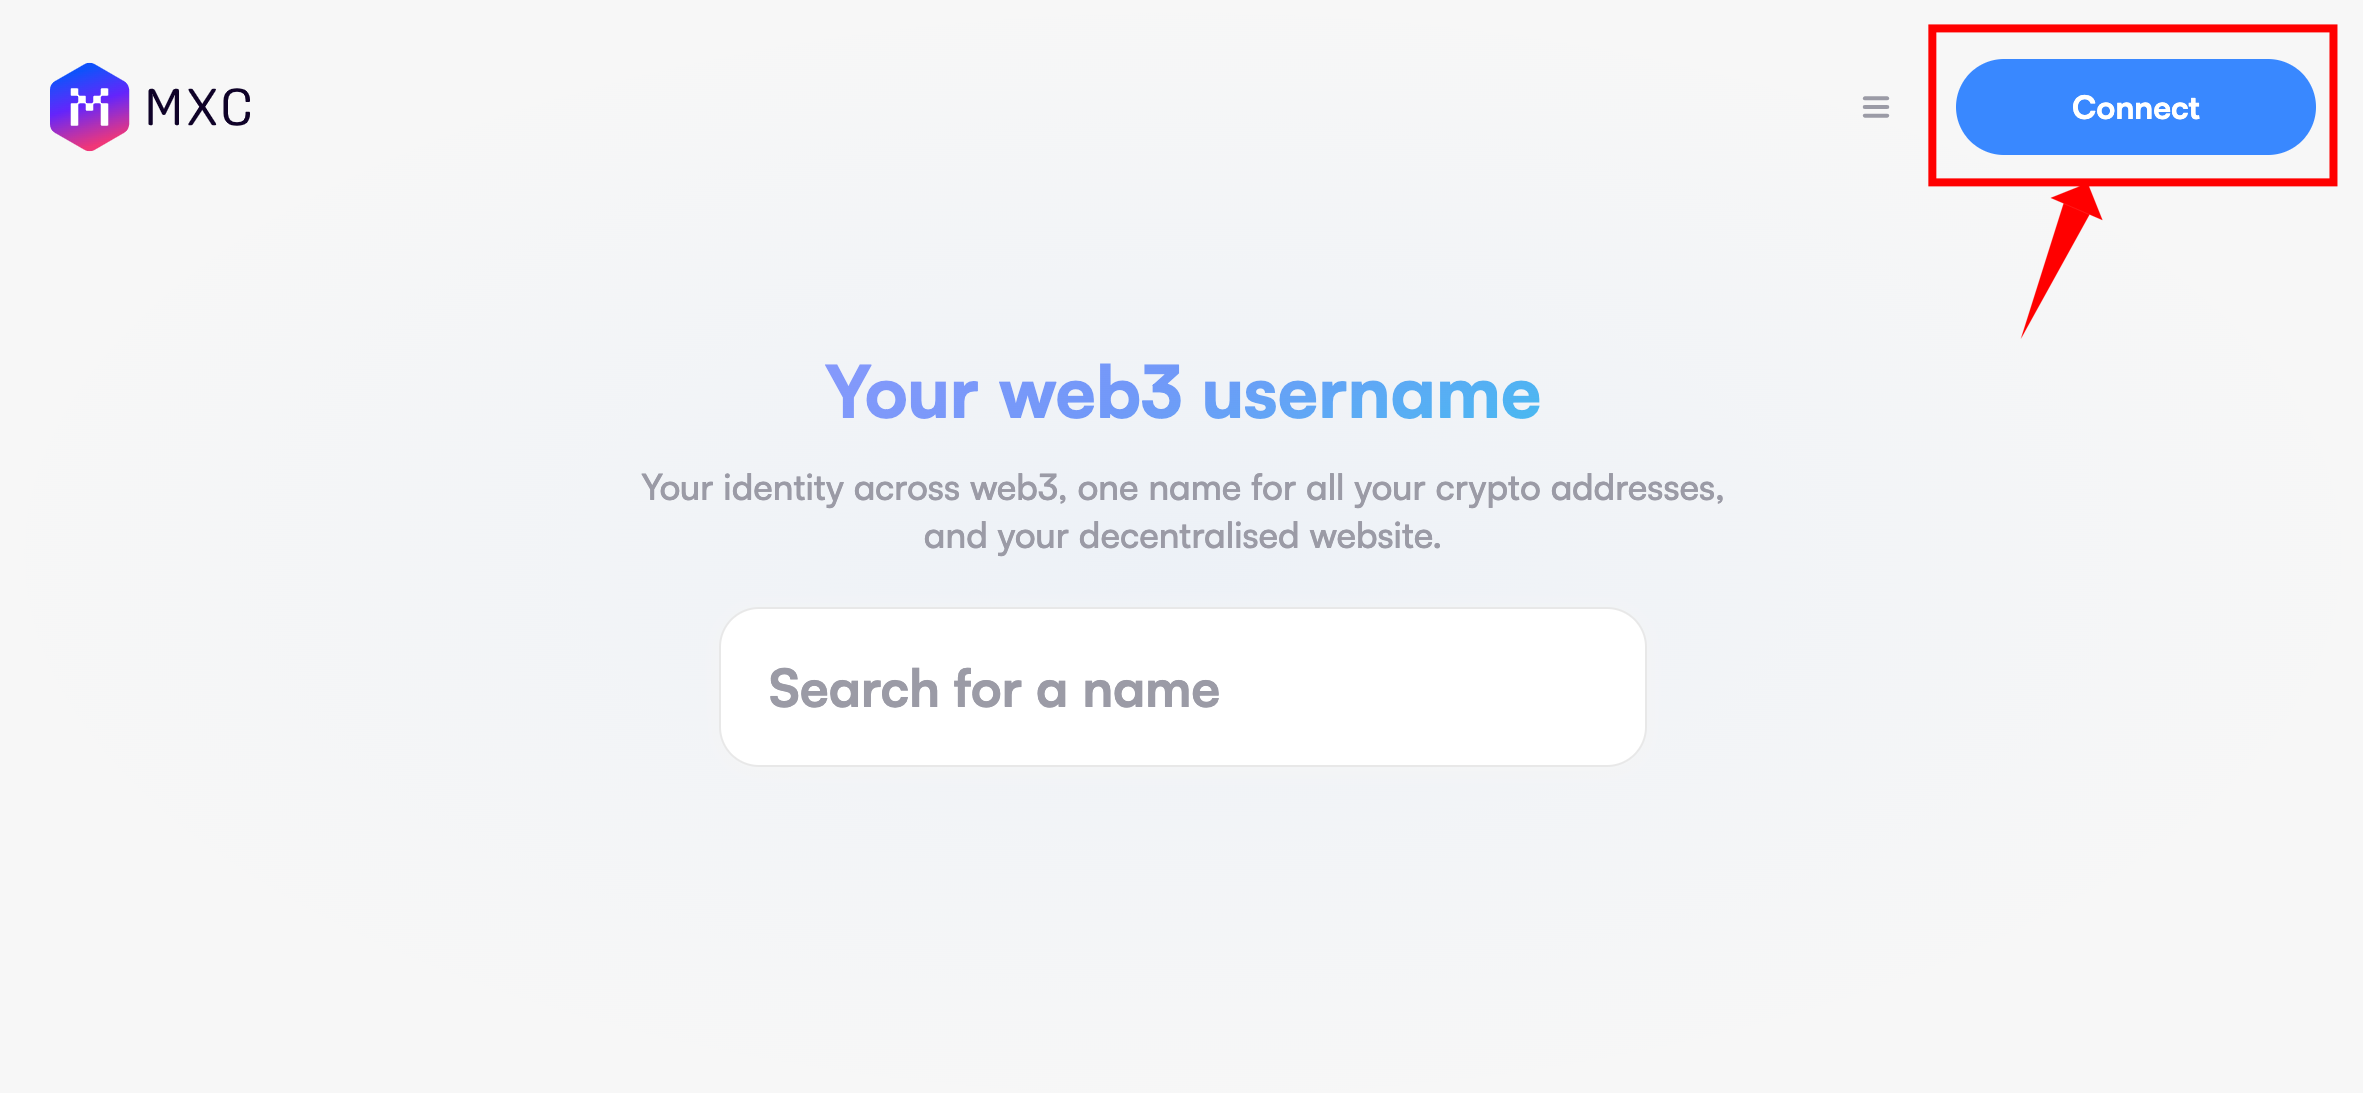 MXC
Connect
Your web3 username
Your identity across web3, one name for all your crypto addresses,
and your decentralised website.
Search for a name